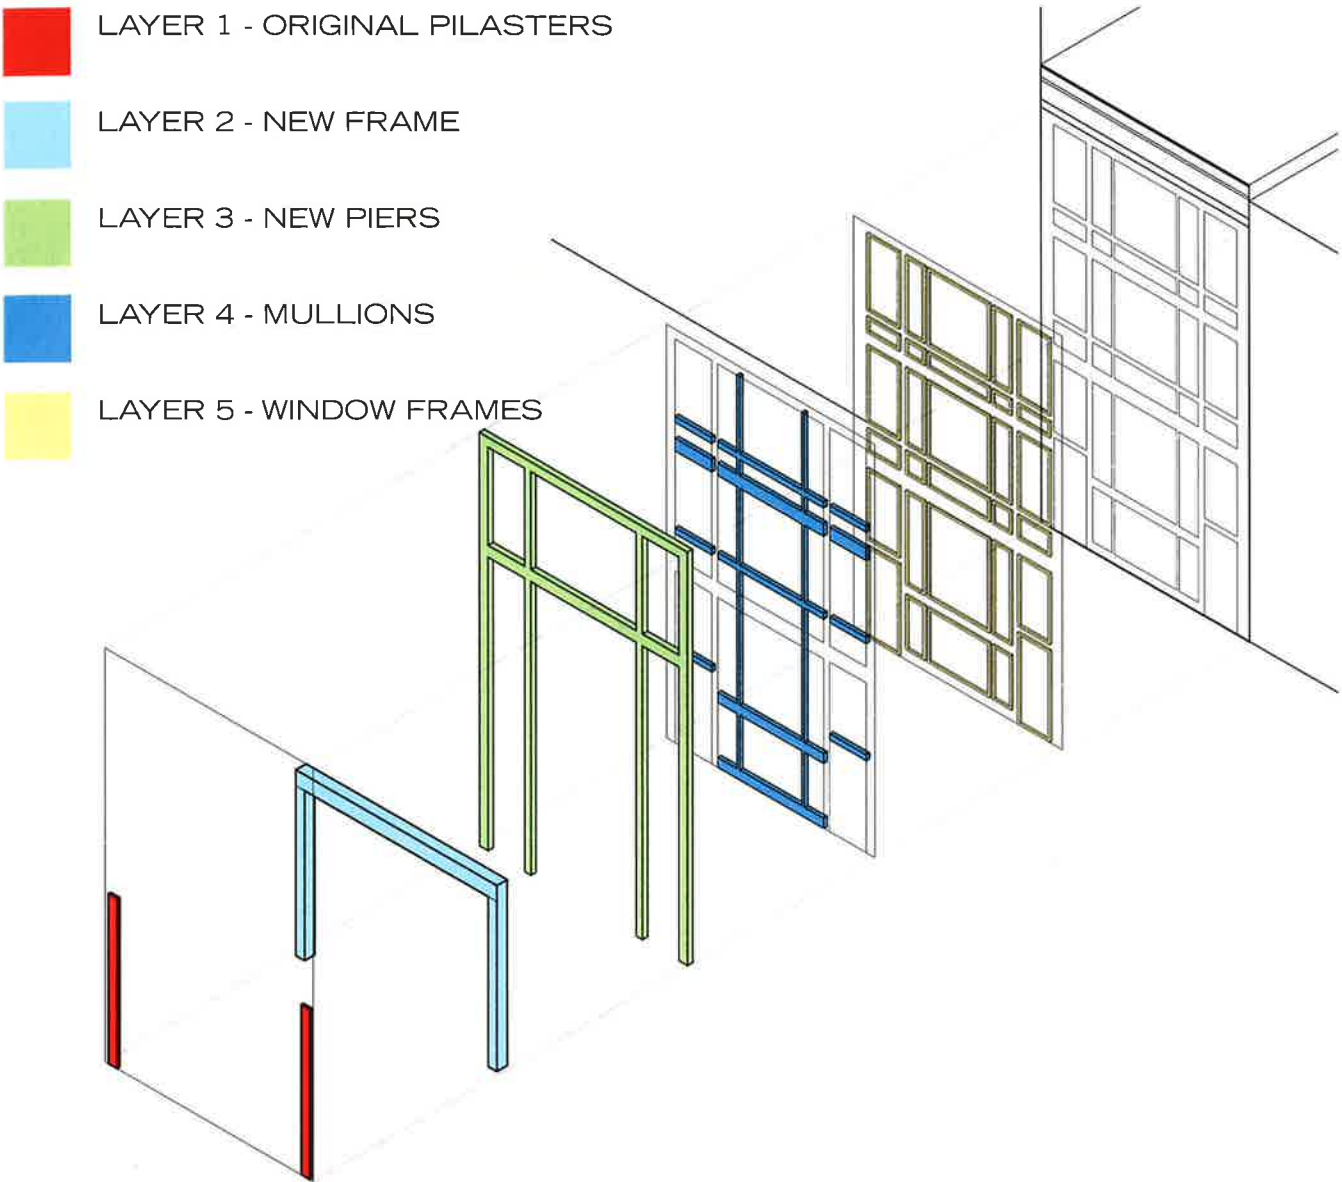 LAYER 1 - ORIGINAL PILASTERS
LAYER 2 - NEW FRAME
LAYER 3 - NEW PIERS
LAYER 4 - MULLIONS
LAYER 5 - WINDOW FRAMES